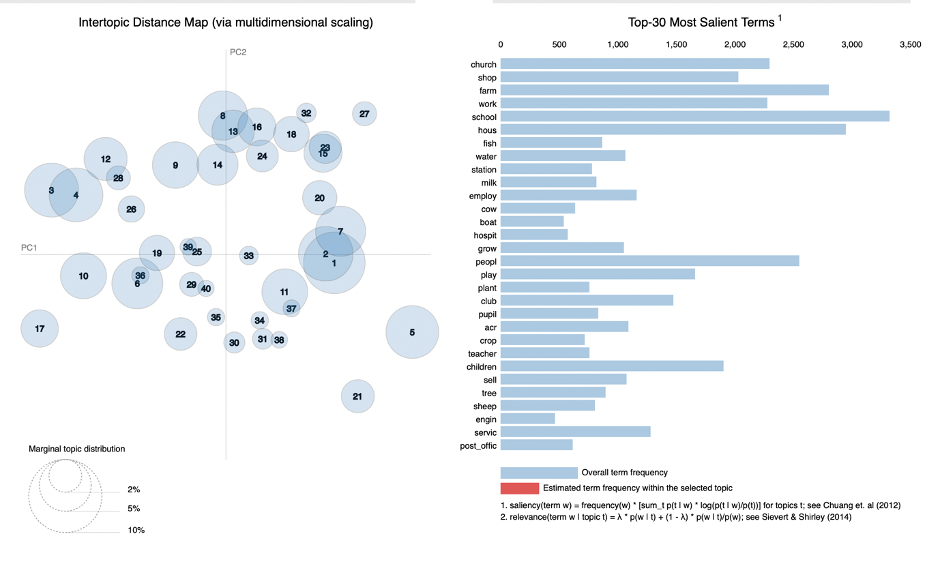 Intertopic Distance Map (via multidimensional scaling)
PC2
PC1
8
13
16
32
27
18
23
15
24
14
9
12
28
3
4
26
20
7
2
1
19
39
25
33
10
36
6
29
40
11
37
35
34
17
22
30
31
38
5
21
Marginal topic distribution
2%
5%
10%
Top-30 Most Salient Terms 1
0 500 1,000 1,500 2,000 2,500 3,000 3,500
church
shop
farm
work
school
hous
fish
water
station
milk
employ
cow
boat
hospit
grow
peopl
play
plant
club
pupil
acr
crop
teacher
children
sell
tree
sheep
engin
servic
post_offic
Overall term frequency
Estimated term frequency within the selected topic
1. saliency(term w) = frequency(w) * [sum_t p(t | w) * log(p(t | w)/p(t))] for topics t; see Chuang et. al (2012)
2. relevance(term w | topic t) = λ * p(w | t) + (1 - λ) * p(w | t)/p(w); see Sievert & Shirley (2014)